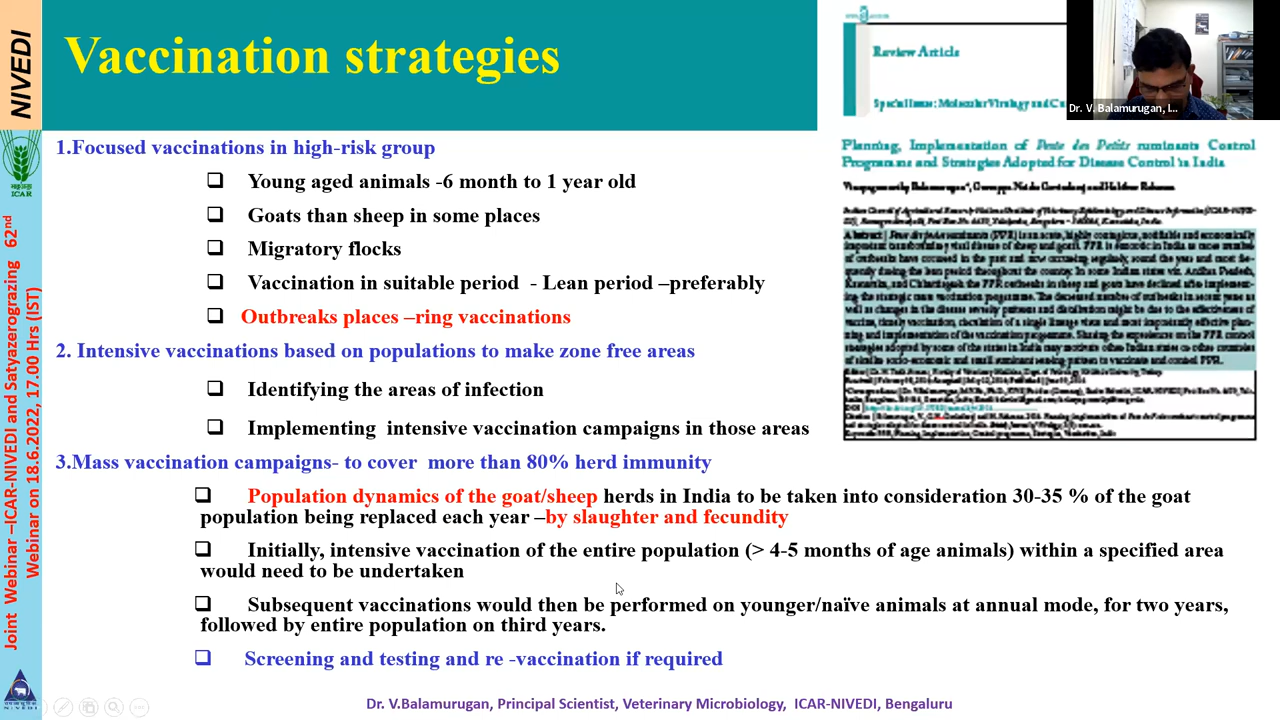 Vaccination strategies
NIVEDI
ICAR
Joint Webinar –ICAR-NIVEDI and Satyazerograzing 62nd
Webinar on 18.6.2022, 17.00 Hrs (IST)
1.Focused vaccinations in high-risk group
❑ Young aged animals -6 month to 1 year old
❑ Goats than sheep in some places
❑ Migratory flocks
❑ Vaccination in suitable period - Lean period –preferably
❑ Outbreaks places –ring vaccinations
2. Intensive vaccinations based on populations to make zone free areas
❑ Identifying the areas of infection
❑ Implementing intensive vaccination campaigns in those areas
3.Mass vaccination campaigns- to cover more than 80% herd immunity
❑ Population dynamics of the goat/sheep herds in India to be taken into consideration 30-35 % of the goat
population being replaced each year –by slaughter and fecundity
❑ Initially, intensive vaccination of the entire population (> 4-5 months of age animals) within a specified area
would need to be undertaken
❑ Subsequent vaccinations would then be performed on younger/naïve animals at annual mode, for two years,
followed by entire population on third years.
❑ Screening and testing and re -vaccination if required
Dr. V.Balamurugan, Principal Scientist, Veterinary Microbiology, ICAR-NIVEDI, Bengaluru
Review Article
Special Issue: Molecular Virology and
Dr. V. Balamurugan, I...
Planning, Implementation of Peste des Petits ruminants Control
Programme and Strategies Adopted for Disease Control in India